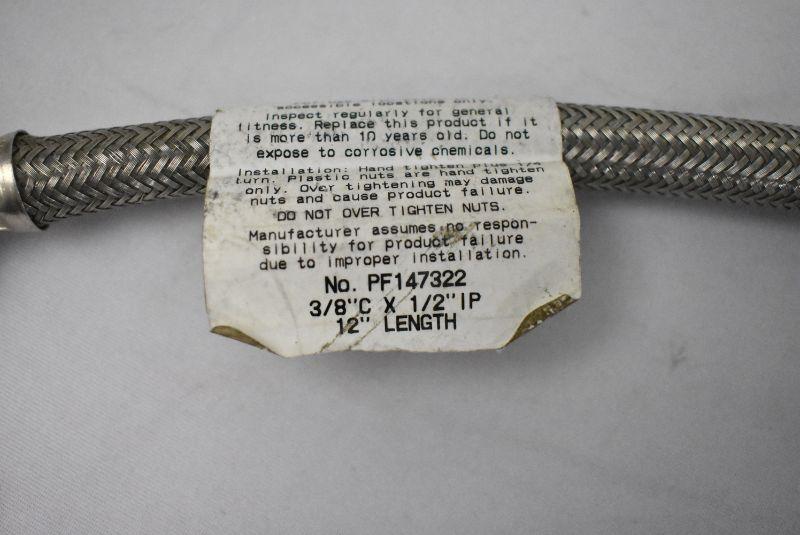 accessible locations only.
Inspect regularly for general
fitness. Replace this product if it
is more than 10 years old. Do not
expose to corrosive chemicals.
Installation: Hand tighten plus 1/4
turn. Plastic nuts are hand tighten
only. Over tightening may damage
nuts and cause product failure.
DO NOT OVER TIGHTEN NUTS.
Manufacturer assumes no respon-
sibility for product failure
due to improper installation.
No. PF147322
3/8"C X 1/2"IP
12" LENGTH